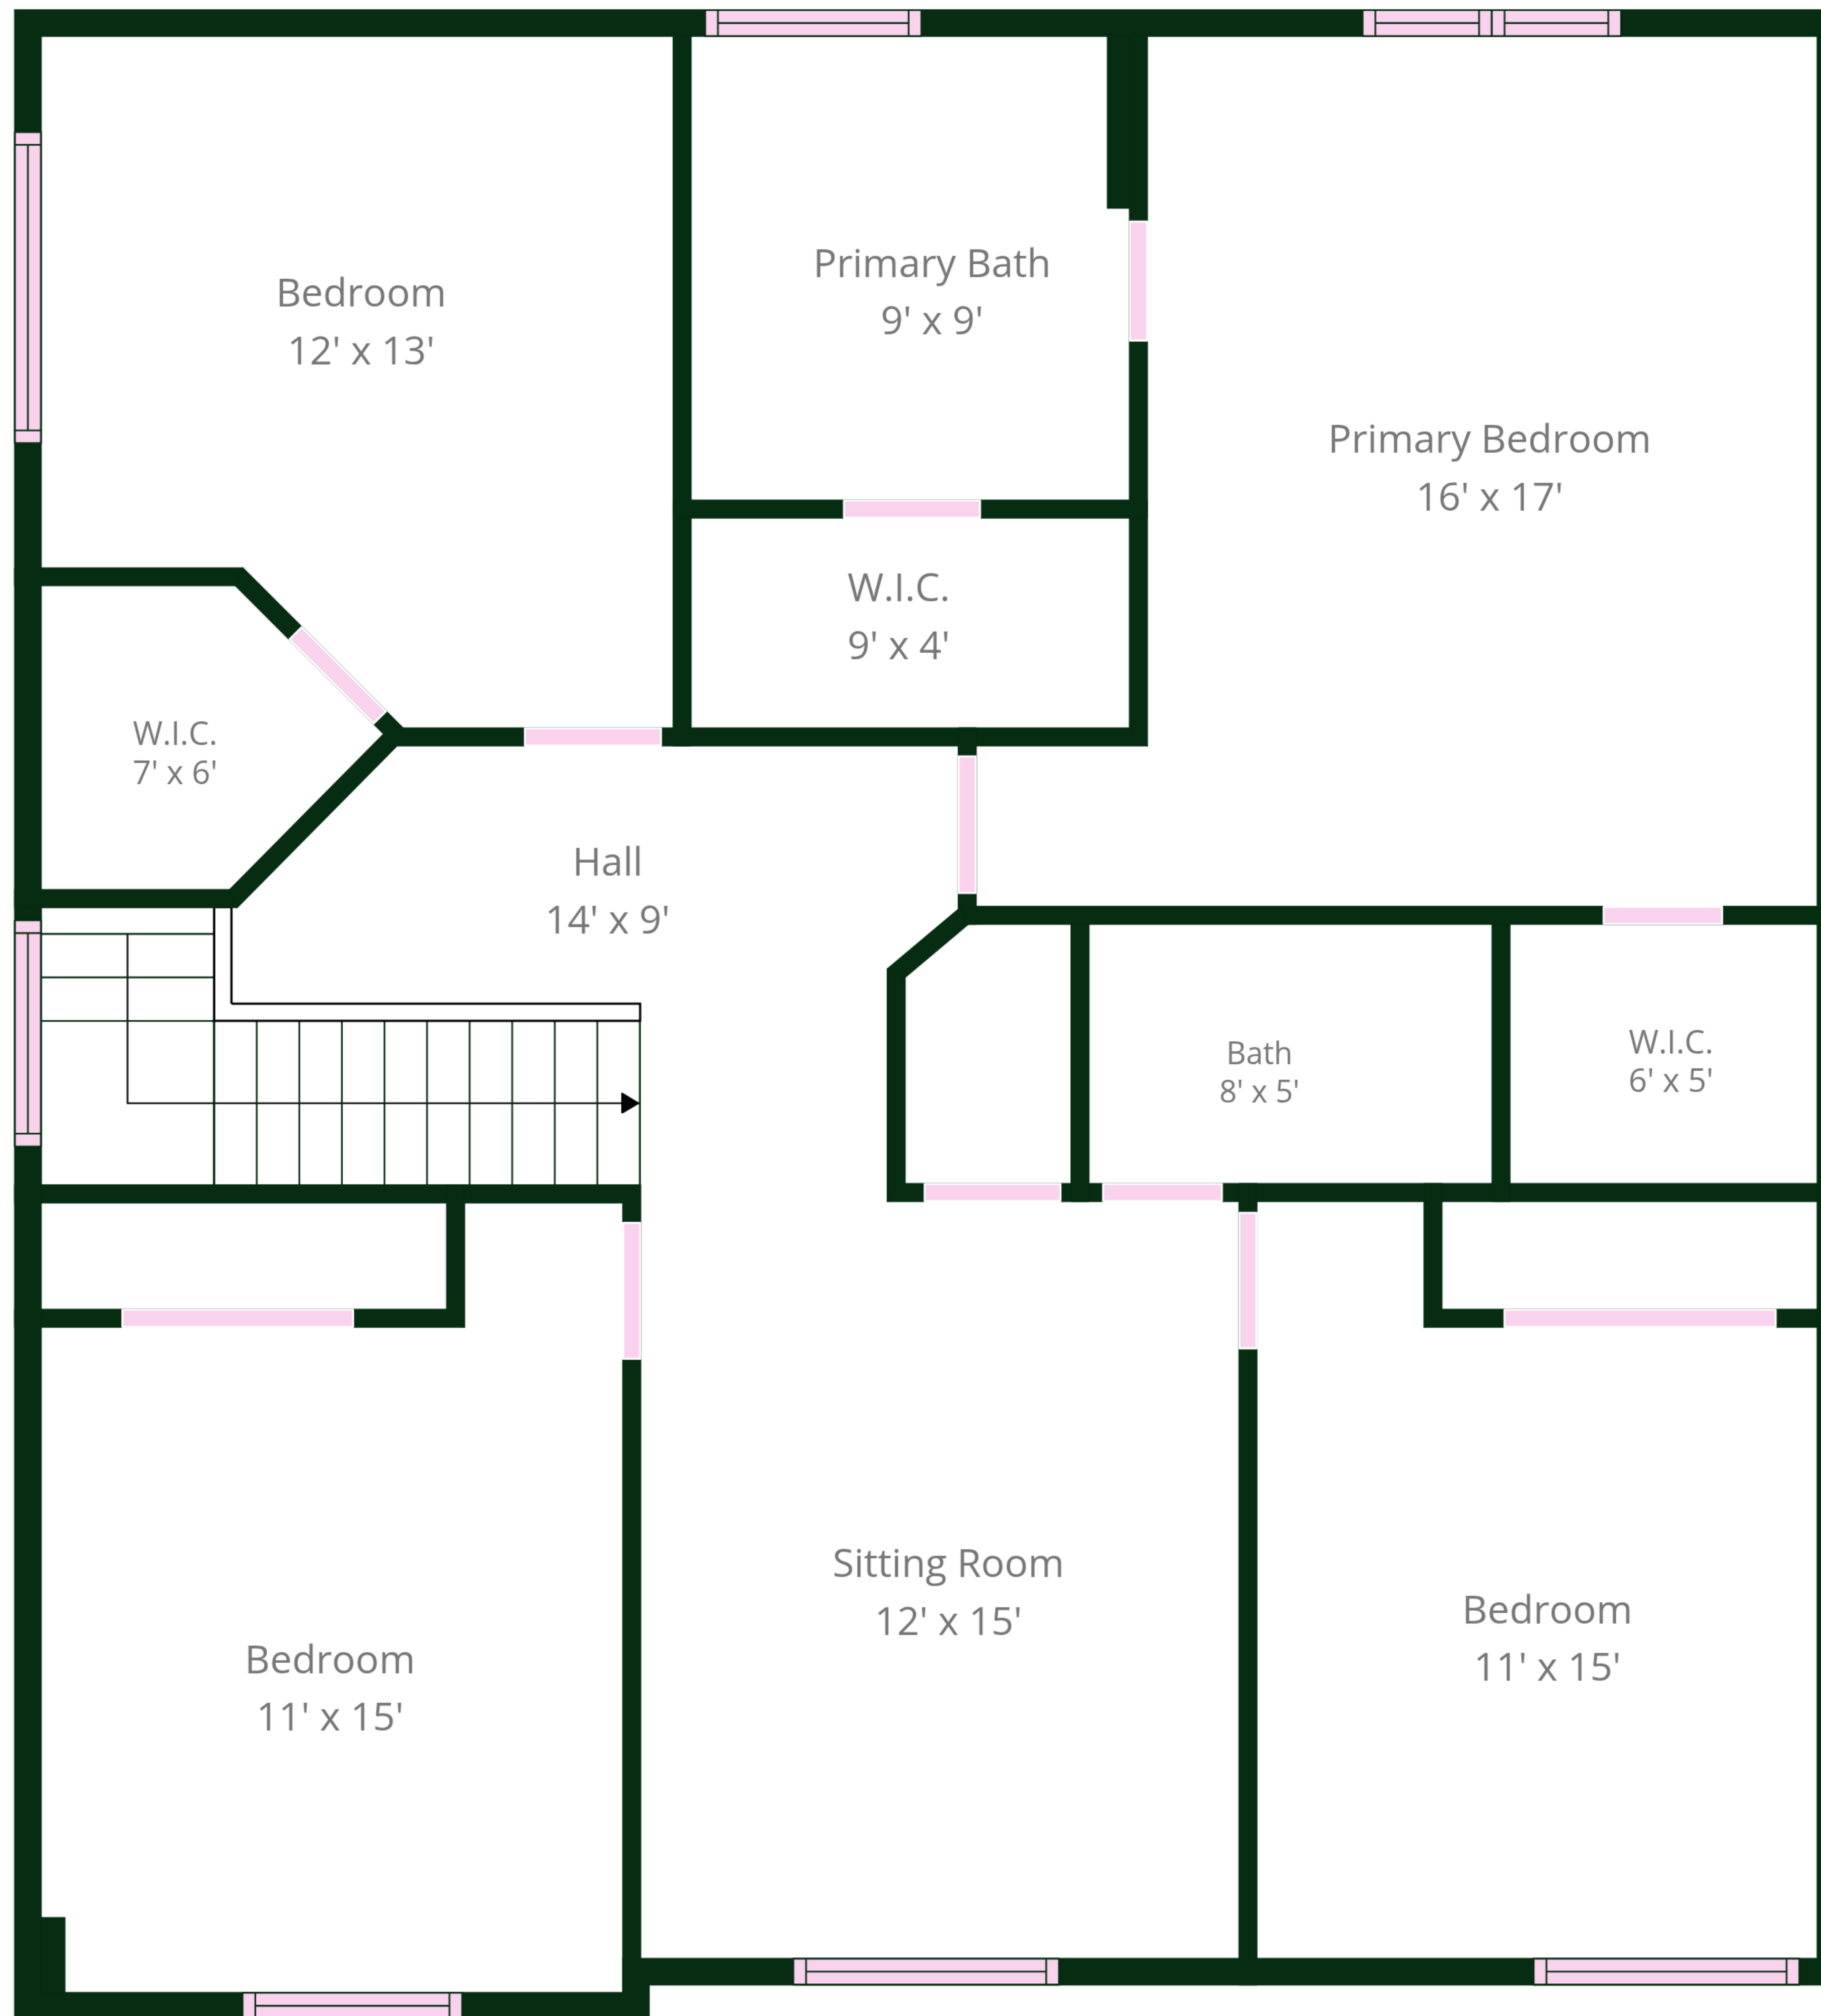 Bedroom
12' x 13'
Primary Bath
9' x 9'
Primary Bedroom
16' x 17'
W.I.C.
9' x 4'
W.I.C.
7' x 6'
Hall
14' x 9'
Bath
8' x 5'
W.I.C.
6' x 5'
Sitting Room
12' x 15'
Bedroom
11' x 15'
Bedroom
11' x 15'